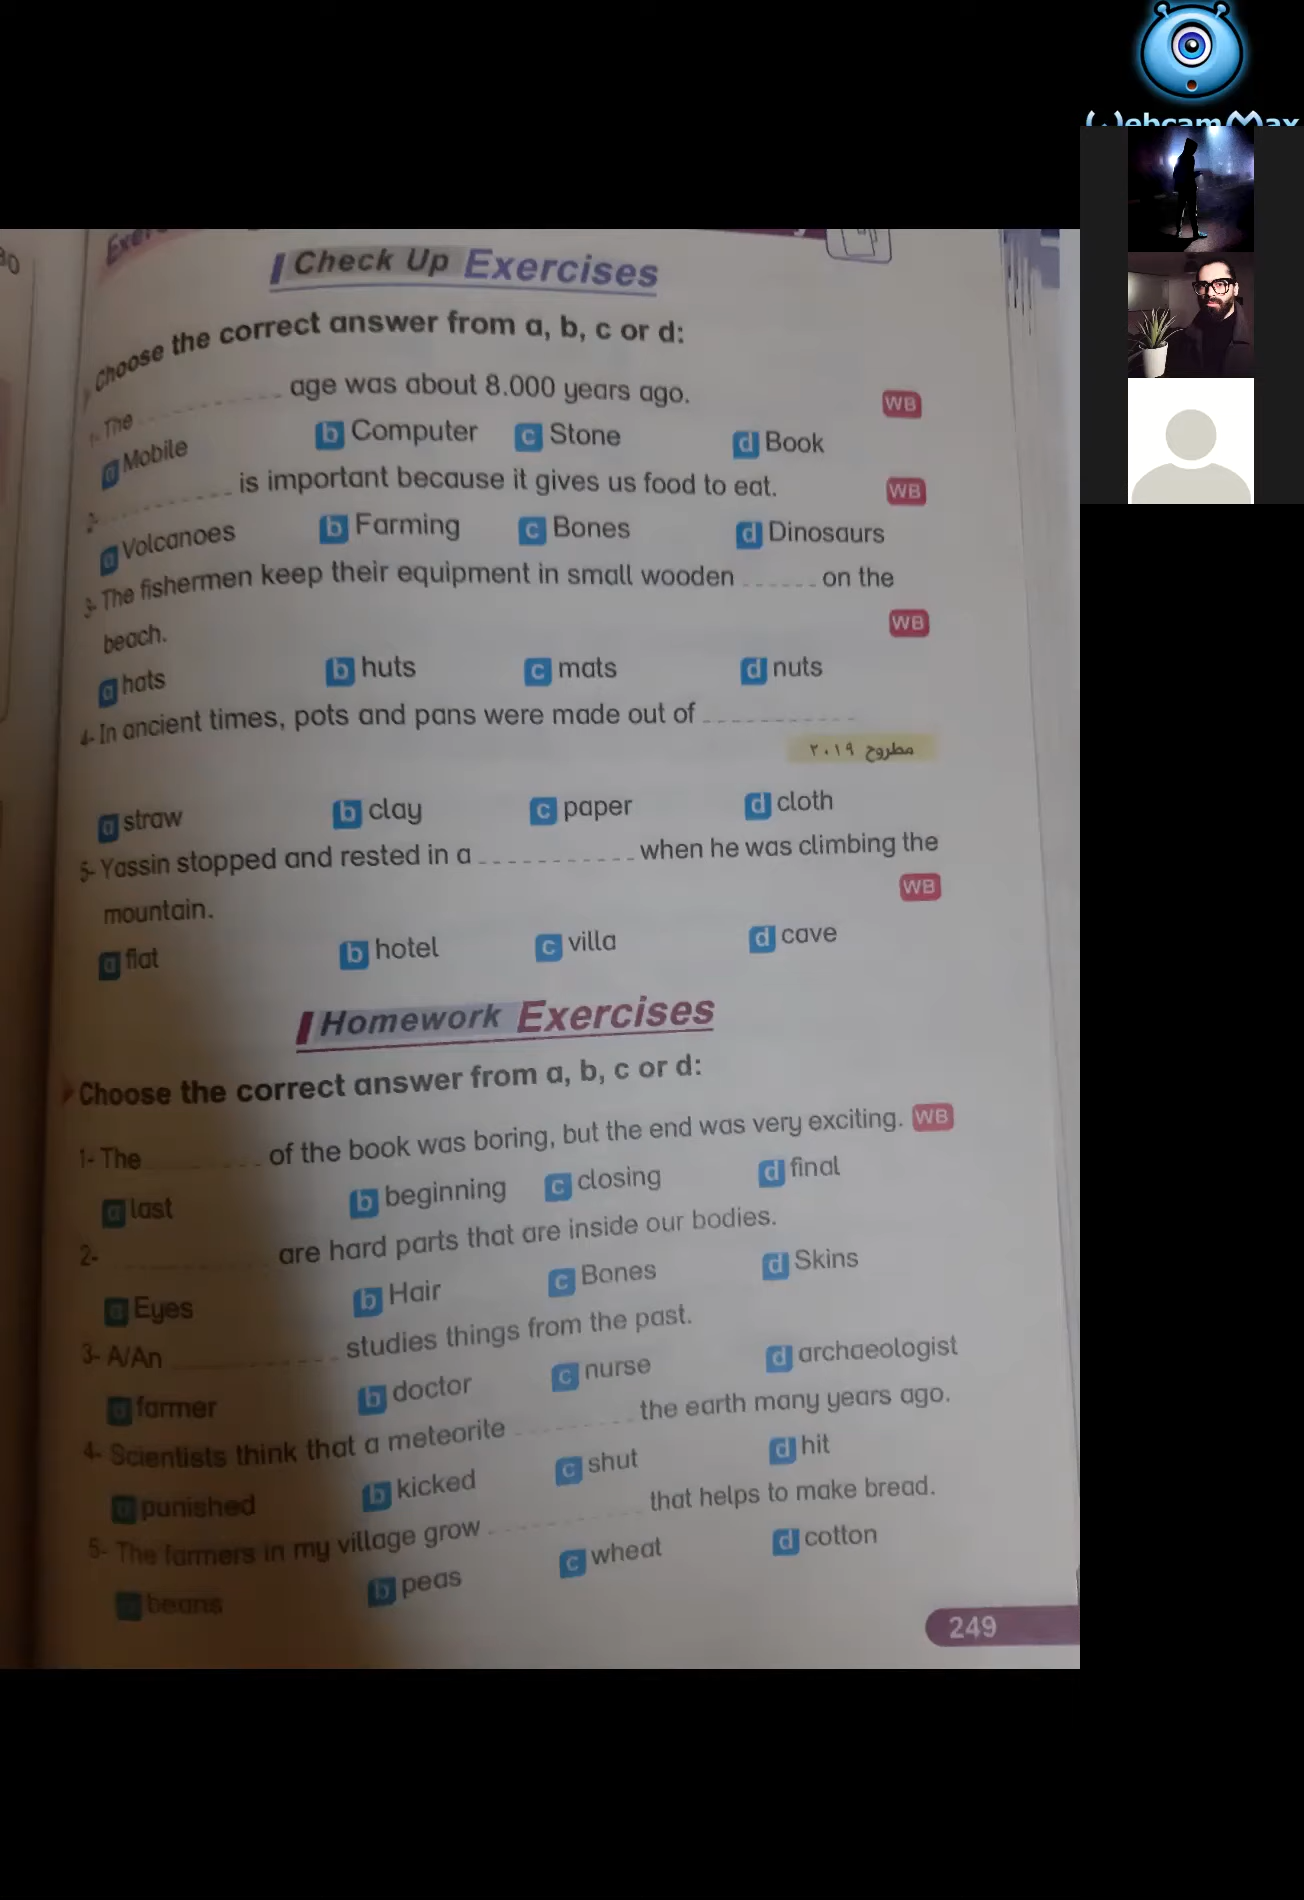 WebcamMax
30
Check Up Exercises
Choose the correct answer from a, b, c or d:
1- The ............ age was about 8.000 years ago. WB
a Mobile b Computer c Stone d Book
2- ............ is important because it gives us food to eat. WB
a Volcanoes b Farming c Bones d Dinosaurs
3- The fishermen keep their equipment in small wooden ...... on the
beach. WB
a hats b huts c mats d nuts
4- In ancient times, pots and pans were made out of ............
مطروح ٢٠١٩
a straw b clay c paper d cloth
5- Yassin stopped and rested in a ............ when he was climbing the
mountain. WB
a flat b hotel c villa d cave
Homework Exercises
Choose the correct answer from a, b, c or d:
1- The ......... of the book was boring, but the end was very exciting. WB
a last b beginning c closing d final
2- ............ are hard parts that are inside our bodies.
a Eyes b Hair c Bones d Skins
3- A/An ............ studies things from the past.
a farmer b doctor c nurse d archaeologist
4- Scientists think that a meteorite ......... the earth many years ago.
a punished b kicked c shut d hit
5- The farmers in my village grow ............ that helps to make bread.
a beans b peas c wheat d cotton
249